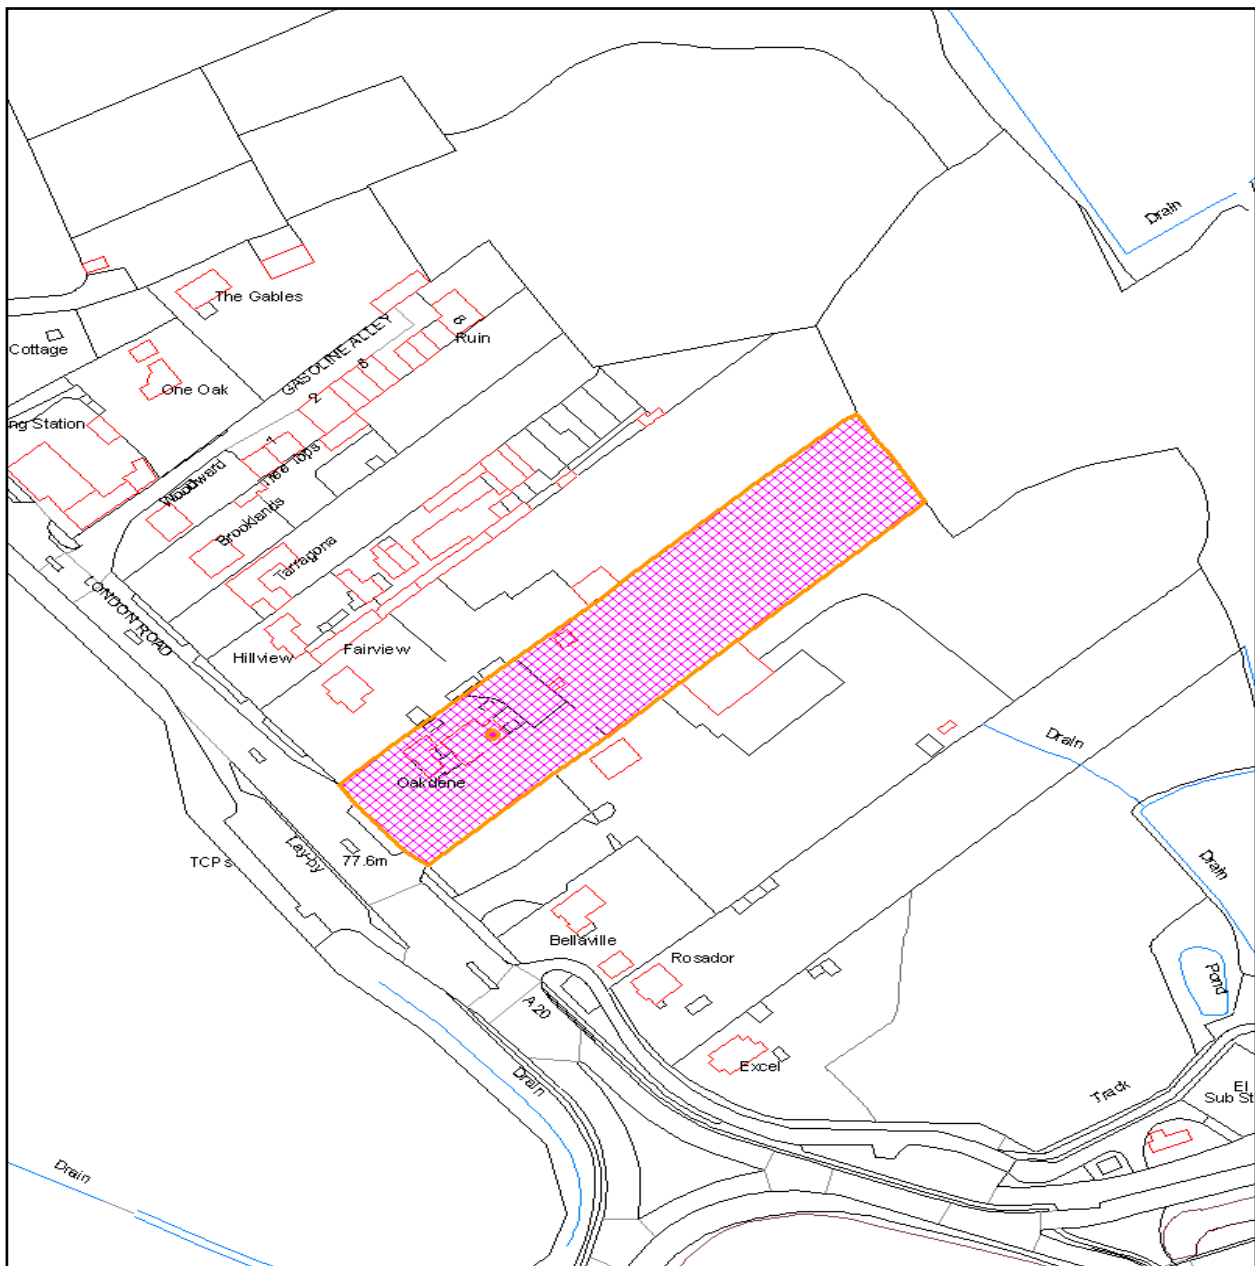 Drain
The Gables
GASOLINE ALLEY
8
Ruin
Cottage
5
One Oak
2
ng Station
1
Tree Tops
Woodward
Brooklands
Tarragona
LONDON ROAD
Hillview
Fairview
Drain
Oakdene
Lay-by
TCPs
77.6m
Drain
Bellaville
Rosador
Pond
A 20
Excel
Drain
Track
El
Sub St
Drain